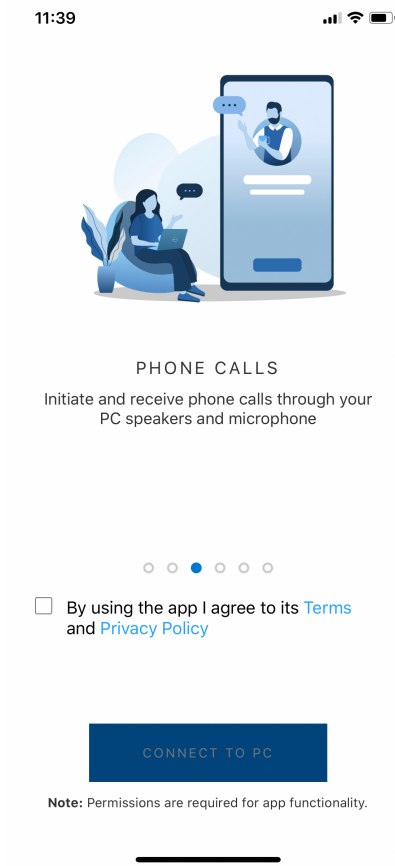 11:39
PHONE CALLS
Initiate and receive phone calls through your
PC speakers and microphone
By using the app I agree to its Terms
and Privacy Policy
CONNECT TO PC
Note: Permissions are required for app functionality.